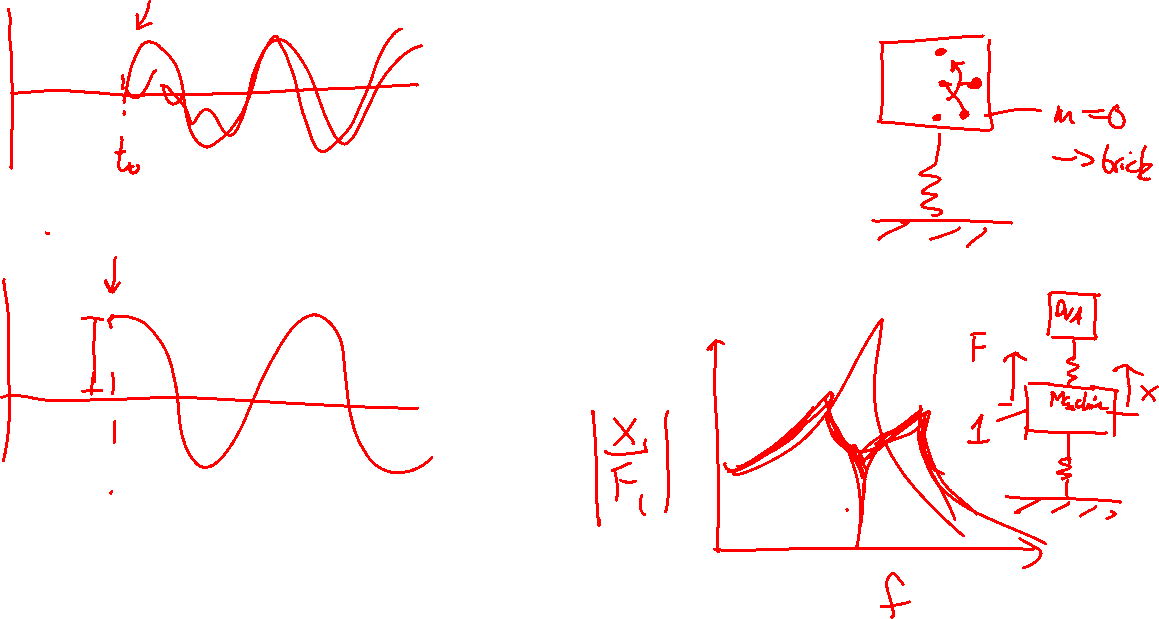 t₀
m=0
→ brick
DVA
F
Machine
x
1
|X₁/F₁|
f